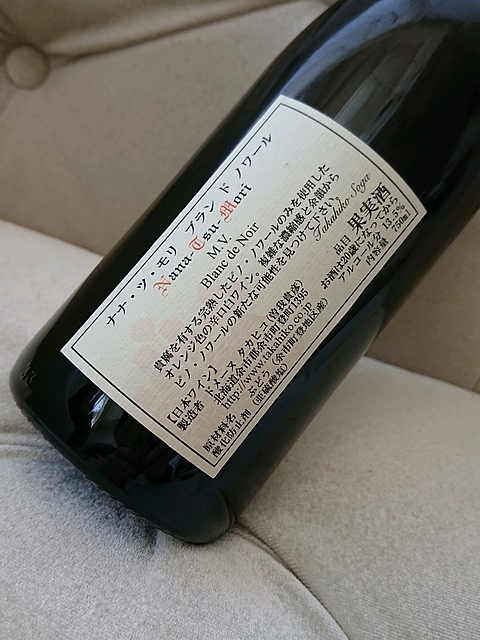 ナナ・ツ・モリ ブラン ド ノワール
Nana-Tsu-Mori
M.V.
Blanc de Noir
貴腐を有する完熟したピノ・ノワールのみを使用した
オレンジ色の辛口白ワイン。複雑な濃縮感と余韻から
ピノ・ノワールの新たな可能性を見つけて下さい。
Takahiko Soga
【日本ワイン】
製造者 ドメーヌ タカヒコ(曽我貴彦)
北海道余市郡余市町登町1395
http://www.takahiko.co.jp
原材料名 ぶどう(余市町登地区産)
酸化防止剤(亜硫酸塩)
品目 果実酒
お酒は20歳になってから
アルコール分 13.5%
内容量 750ml